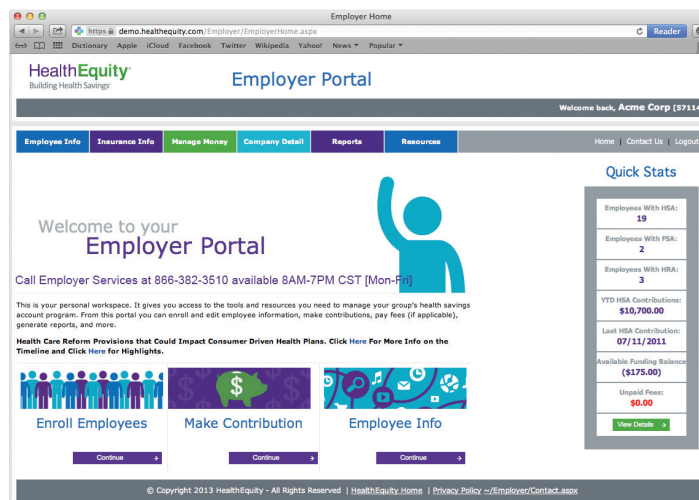 Employer Home
https demo.healthequity.com/Employer/EmployerHome.aspx
Reader
Dictionary Apple iCloud Facebook Twitter Wikipedia Yahoo! News Popular
HealthEquity
Building Health Savings
Employer Portal
Welcome back, Acme Corp [57114
Employee Info Insurance Info Manage Money Company Detail Reports Resources
Home | Contact Us | Logout
Quick Stats
Employees With HSA:
19
Employees With FSA:
2
Employees With HRA:
3
YTD HSA Contributions:
$10,700.00
Last HSA Contribution:
07/11/2011
Available Funding Balance
($175.00)
Unpaid Fees:
$0.00
View Details
Welcome to your
Employer Portal
Call Employer Services at 866-382-3510 available 8AM-7PM CST [Mon-Fri]
This is your personal workspace. It gives you access to the tools and resources you need to manage your group's health savings
account program. From this portal you can enroll and edit employee information, make contributions, pay fees (if applicable),
generate reports, and more.
Health Care Reform Provisions that Could Impact Consumer Driven Health Plans. Click Here For More Info on the
Timeline and Click Here for Highlights.
Enroll Employees
Continue
Make Contribution
Continue
Employee Info
Continue
© Copyright 2013 HealthEquity - All Rights Reserved | HealthEquity Home | Privacy Policy ~/Employer/Contact.aspx